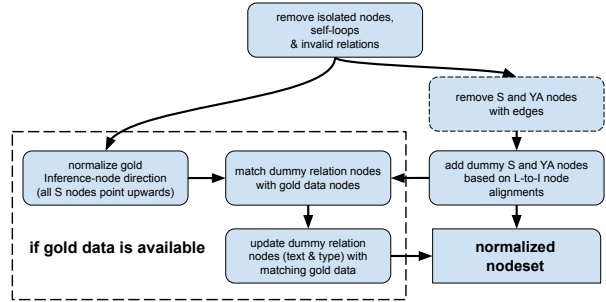 remove isolated nodes,
self-loops
& invalid relations
remove S and YA nodes
with edges
normalize gold
Inference-node direction
(all S nodes point upwards)
match dummy relation nodes
with gold data nodes
add dummy S and YA nodes
based on L-to-I node
alignments
if gold data is available
update dummy relation
nodes (text & type) with
matching gold data
normalized
nodeset